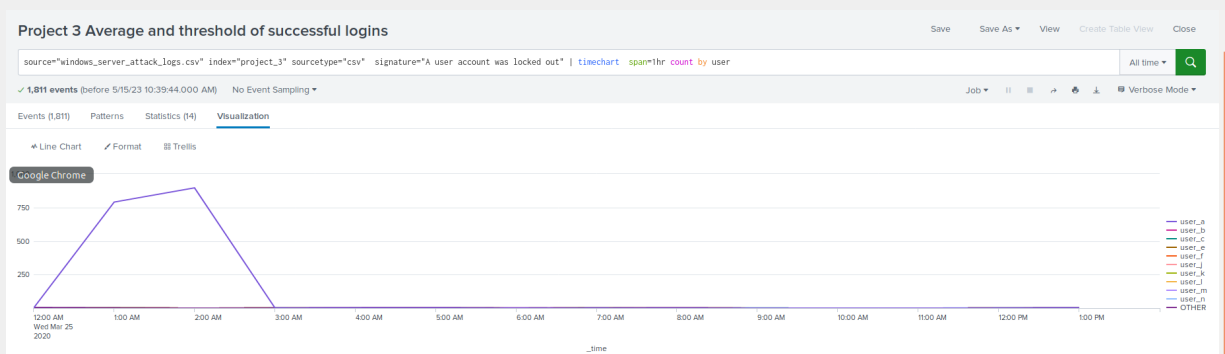 Project 3 Average and threshold of successful logins
Save Save As View Create Table View Close
source="windows_server_attack_logs.csv" index="project_3" sourcetype="csv"  signature="A user account was locked out" | timechart  span=1hr count by user
All time
1,811 events (before 5/15/23 10:39:44.000 AM) No Event Sampling
Job Verbose Mode
Events (1,811) Patterns Statistics (14) Visualization
Line Chart Format Trellis
Google Chrome
750
500
250
user_a
user_b
user_c
user_e
user_f
user_j
user_k
user_l
user_m
user_n
OTHER
12:00 AM 1:00 AM 2:00 AM 3:00 AM 4:00 AM 5:00 AM 6:00 AM 7:00 AM 8:00 AM 9:00 AM 10:00 AM 11:00 AM 12:00 PM 1:00 PM
Wed Mar 25
2020
_time